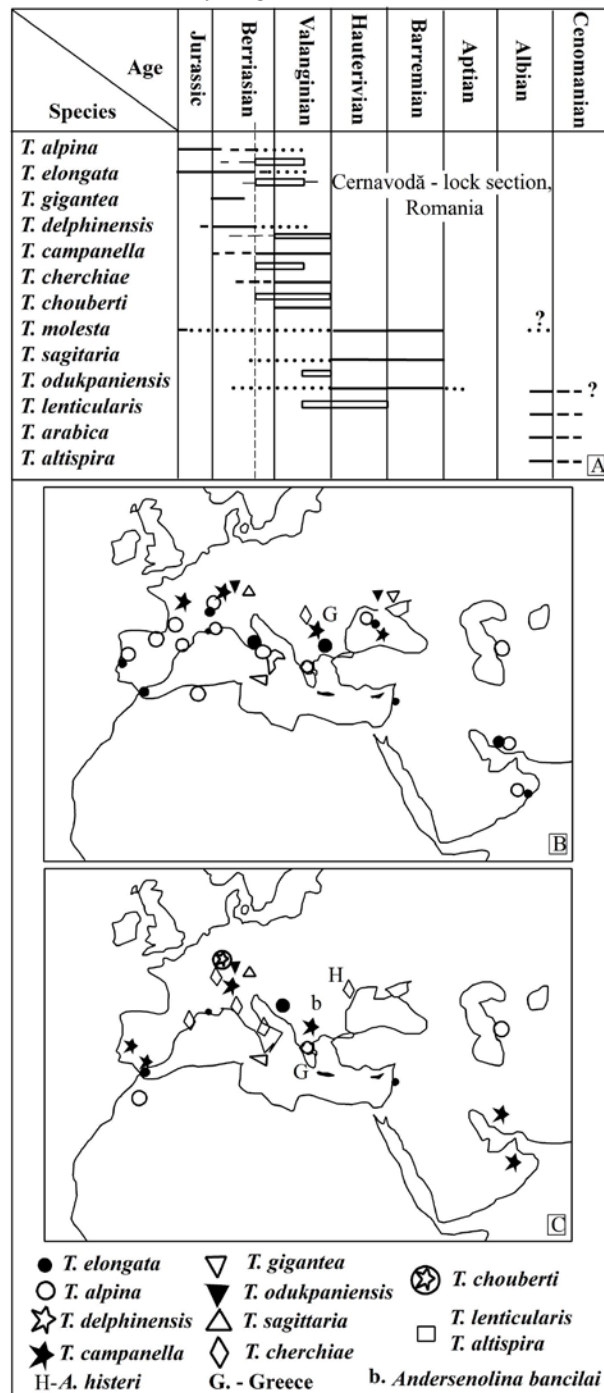 Age
Species
Jurassic
Berriasian
Valanginian
Hauterivian
Barremian
Aptian
Albian
Cenomanian
T. alpina
T. elongata
T. gigantea
T. delphinensis
T. campanella
T. cherchiae
T. chouberti
T. molesta
T. sagitaria
T. odukpaniensis
T. lenticularis
T. arabica
T. altispira
Cernavodă - lock section,
Romania
?
?
A
G
B
H
b
G
C
T. elongata
T. alpina
T. delphinensis
T. campanella
H-A. histeri
T. gigantea
T. odukpaniensis
T. sagittaria
T. cherchiae
G. - Greece
T. chouberti
T. lenticularis
T. altispira
b. Andersenolina bancilai